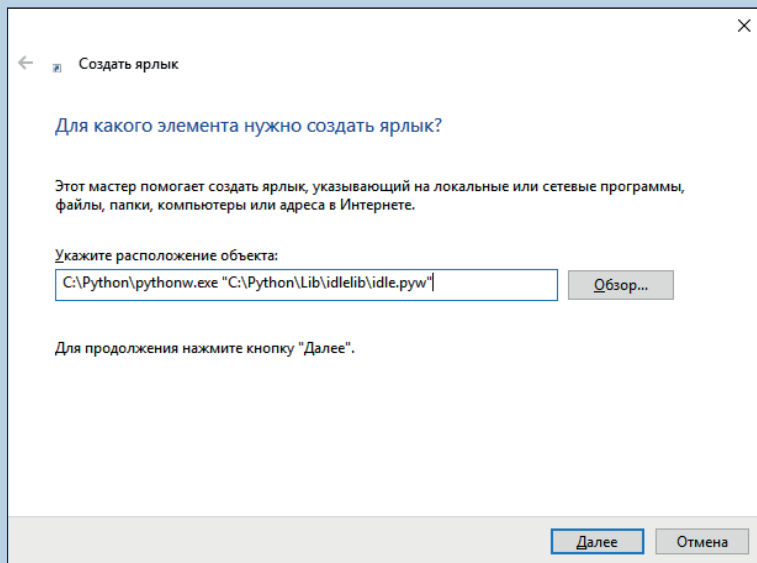 Создать ярлык
Для какого элемента нужно создать ярлык?
Этот мастер помогает создать ярлык, указывающий на локальные или сетевые программы,
файлы, папки, компьютеры или адреса в Интернете.
Укажите расположение объекта:
C:\Python\pythonw.exe "C:\Python\Lib\idlelib\idle.pyw"
Обзор...
Для продолжения нажмите кнопку "Далее".
Далее
Отмена